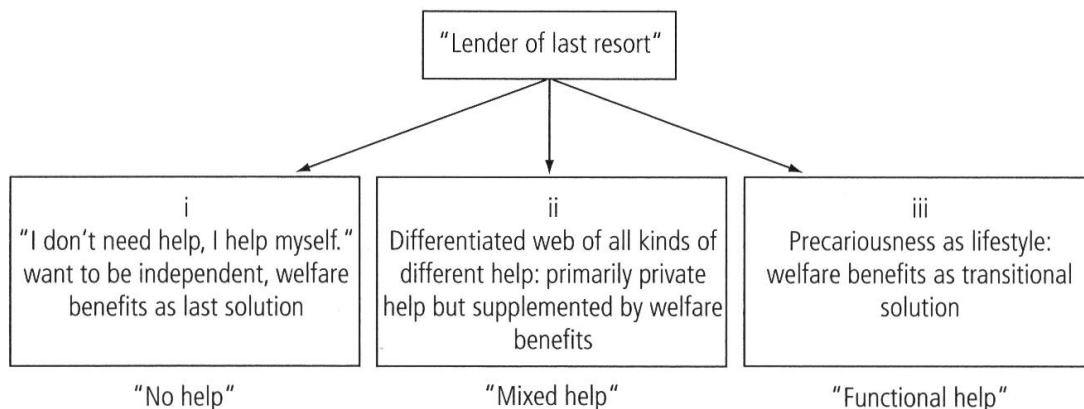 “Lender of last resort“
i
“I don‘t need help, I help myself.“
want to be independent, welfare
benefits as last solution
ii
Differentiated web of all kinds of
different help: primarily private
help but supplemented by welfare
benefits
iii
Precariousness as lifestyle:
welfare benefits as transitional
solution
“No help“
“Mixed help“
“Functional help“